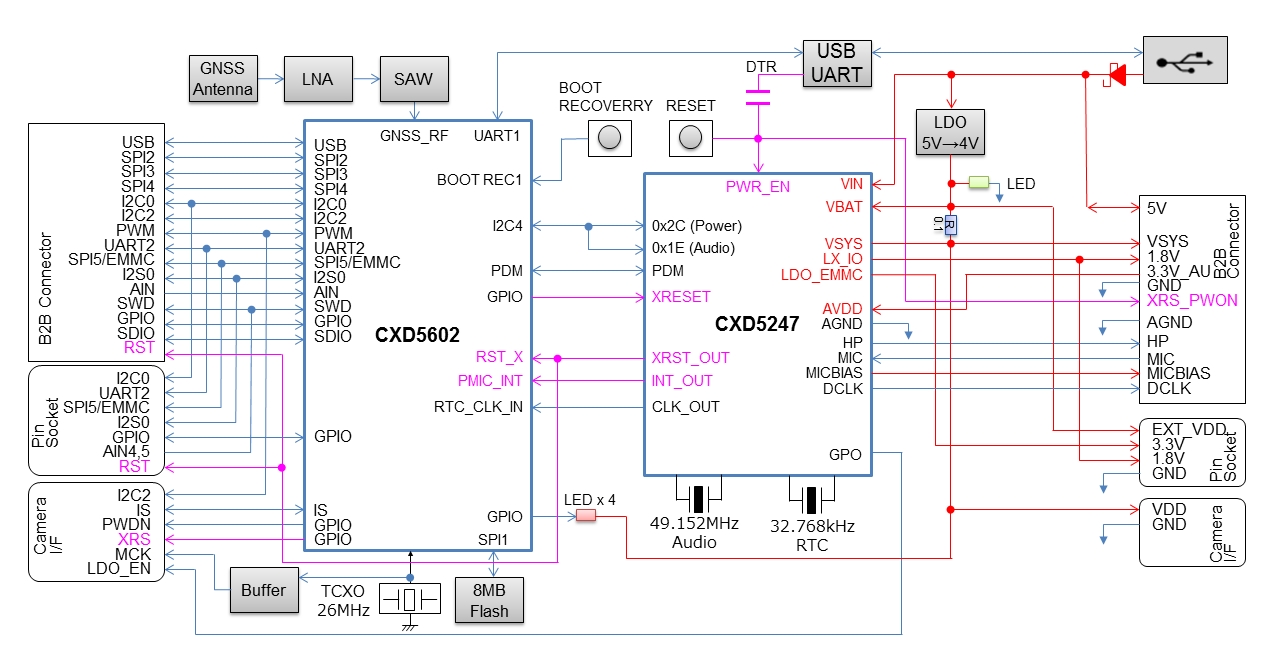 GNSS
Antenna
LNA
SAW
USB
UART
DTR
BOOT
RECOVERRY
RESET
LDO
5V→4V
LED
GNSS_RF
UART1
BOOT REC1
I2C4
PDM
GPIO
CXD5602
RST_X
PMIC_INT
RTC_CLK_IN
GPIO
SPI1
USB
SPI2
SPI3
SPI4
I2C0
I2C2
PWM
UART2
SPI5/EMMC
I2S0
AIN
SWD
GPIO
SDIO
GPIO
IS
GPIO
GPIO
B2B Connector
USB
SPI2
SPI3
SPI4
I2C0
I2C2
PWM
UART2
SPI5/EMMC
I2S0
AIN
SWD
GPIO
SDIO
RST
Pin
Socket
I2C0
UART2
SPI5/EMMC
I2S0
GPIO
AIN4,5
RST
Camera
I/F
I2C2
IS
PWDN
XRS
MCK
LDO_EN
Buffer
TCXO
26MHz
8MB
Flash
LED x 4
PWR_EN
0x2C (Power)
0x1E (Audio)
PDM
XRESET
CXD5247
XRST_OUT
INT_OUT
CLK_OUT
VIN
VBAT
VSYS
LX_IO
LDO_EMMC
AVDD
AGND
HP
MIC
MICBIAS
DCLK
GPO
49.152MHz
Audio
32.768kHz
RTC
R
0.1
B2B
Connector
5V
VSYS
1.8V
3.3V_AU
GND
XRS_PWON
AGND
HP
MIC
MICBIAS
DCLK
EXT_VDD
3.3V
1.8V
GND
Pin
Socket
VDD
GND
Camera
I/F